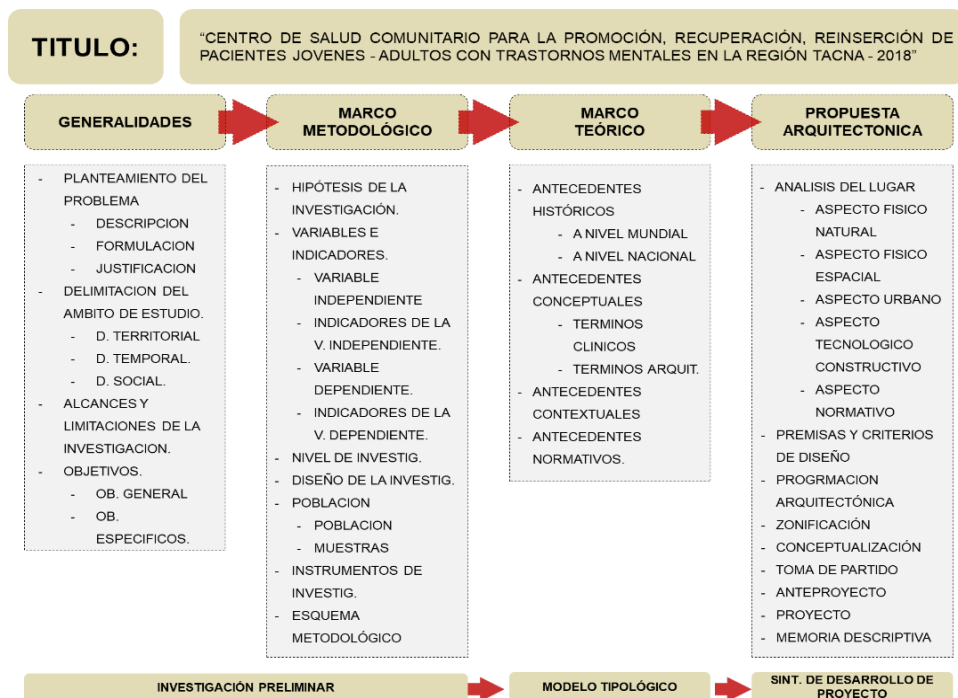 TITULO:
“CENTRO DE SALUD COMUNITARIO PARA LA PROMOCIÓN, RECUPERACIÓN, REINSERCIÓN DE
PACIENTES JOVENES - ADULTOS CON TRASTORNOS MENTALES EN LA REGIÓN TACNA - 2018”
GENERALIDADES
- PLANTEAMIENTO DEL
PROBLEMA
- DESCRIPCION
- FORMULACION
- JUSTIFICACION
- DELIMITACION DEL
AMBITO DE ESTUDIO.
- D. TERRITORIAL
- D. TEMPORAL.
- D. SOCIAL.
- ALCANCES Y
LIMITACIONES DE LA
INVESTIGACION.
- OBJETIVOS.
- OB. GENERAL
- OB.
ESPECIFICOS.
MARCO
METODOLÓGICO
- HIPÓTESIS DE LA
INVESTIGACIÓN.
- VARIABLES E
INDICADORES.
- VARIABLE
INDEPENDIENTE
- INDICADORES DE LA
V. INDEPENDIENTE.
- VARIABLE
DEPENDIENTE.
- INDICADORES DE LA
V. DEPENDIENTE.
- NIVEL DE INVESTIG.
- DISEÑO DE LA INVESTIG.
- POBLACION
- POBLACION
- MUESTRAS
- INSTRUMENTOS DE
INVESTIG.
- ESQUEMA
METODOLÓGICO
MARCO
TEÓRICO
- ANTECEDENTES
HISTÓRICOS
- A NIVEL MUNDIAL
- A NIVEL NACIONAL
- ANTECEDENTES
CONCEPTUALES
- TERMINOS
CLINICOS
- TERMINOS ARQUIT.
- ANTECEDENTES
CONTEXTUALES
- ANTECEDENTES
NORMATIVOS.
PROPUESTA
ARQUITECTONICA
- ANALISIS DEL LUGAR
- ASPECTO FISICO
NATURAL
- ASPECTO FISICO
ESPACIAL
- ASPECTO URBANO
- ASPECTO
TECNOLOGICO
CONSTRUCTIVO
- ASPECTO
NORMATIVO
- PREMISAS Y CRITERIOS
DE DISEÑO
- PROGRMACION
ARQUITECTÓNICA
- ZONIFICACIÓN
- CONCEPTUALIZACIÓN
- TOMA DE PARTIDO
- ANTEPROYECTO
- PROYECTO
- MEMORIA DESCRIPTIVA
INVESTIGACIÓN PRELIMINAR
MODELO TIPOLÓGICO
SINT. DE DESARROLLO DE
PROYECTO